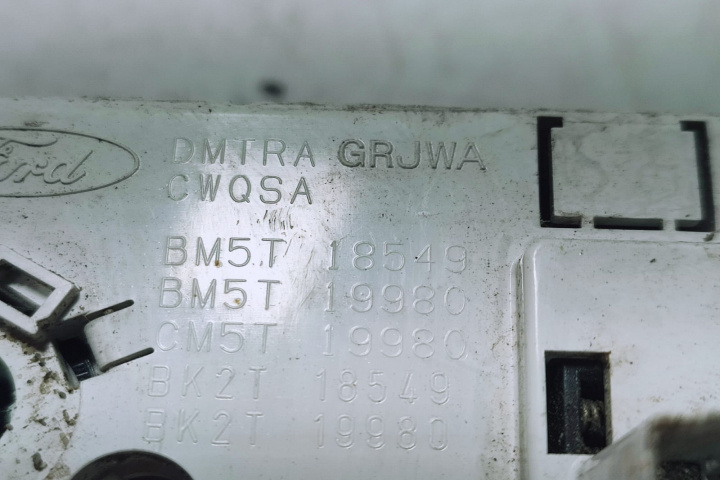 Ford
DMTRA GRJWA
CWQSA
BM5T 18549
BM5T 19980
CM5T 19980
BK2T 18549
BK2T 19980